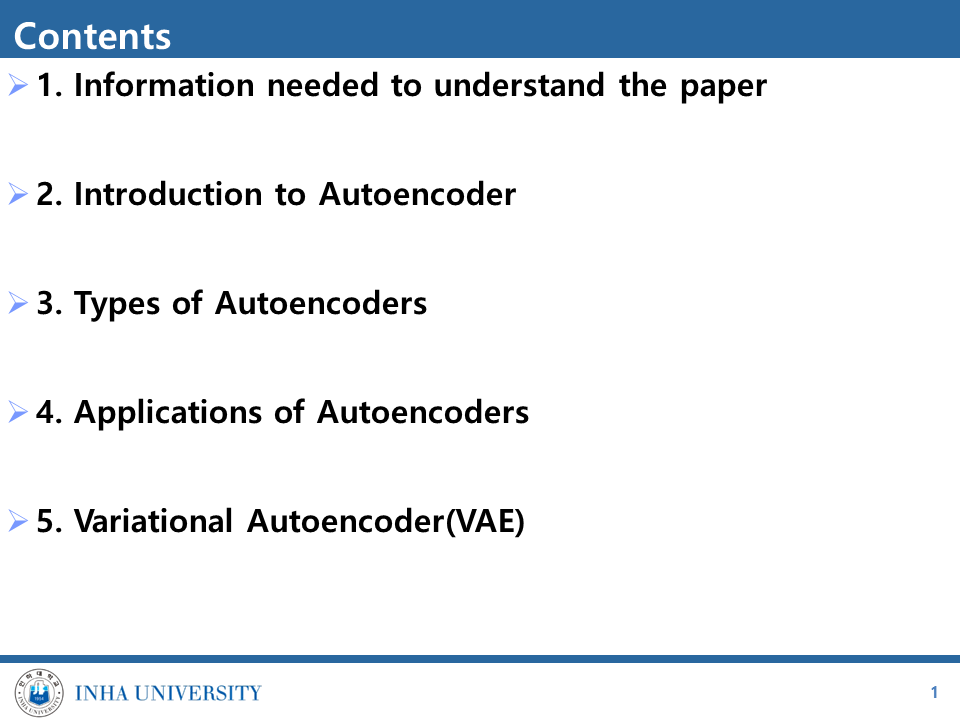 Contents
1. Information needed to understand the paper
2. Introduction to Autoencoder
3. Types of Autoencoders
4. Applications of Autoencoders
5. Variational Autoencoder(VAE)
INHA UNIVERSITY
1